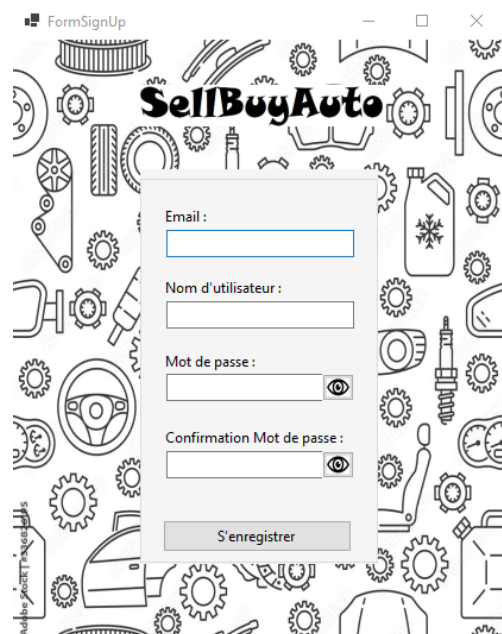 FormSignUp
SellBuyAuto
Email :
Nom d'utilisateur :
Mot de passe :
Confirmation Mot de passe :
S'enregistrer